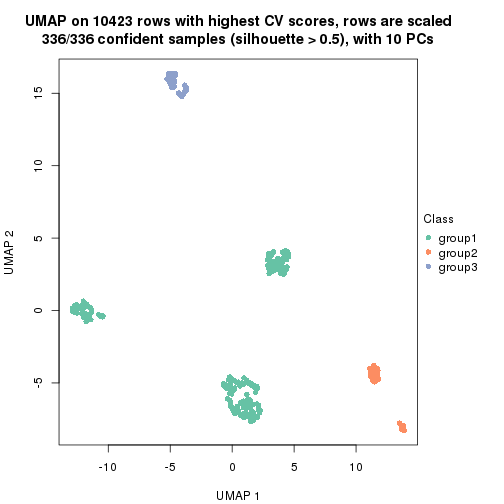 UMAP on 10423 rows with highest CV scores, rows are scaled
336/336 confident samples (silhouette > 0.5), with 10 PCs
15
10
5
0
-5
UMAP 2
-10
-5
0
5
10
UMAP 1
Class
group1
group2
group3